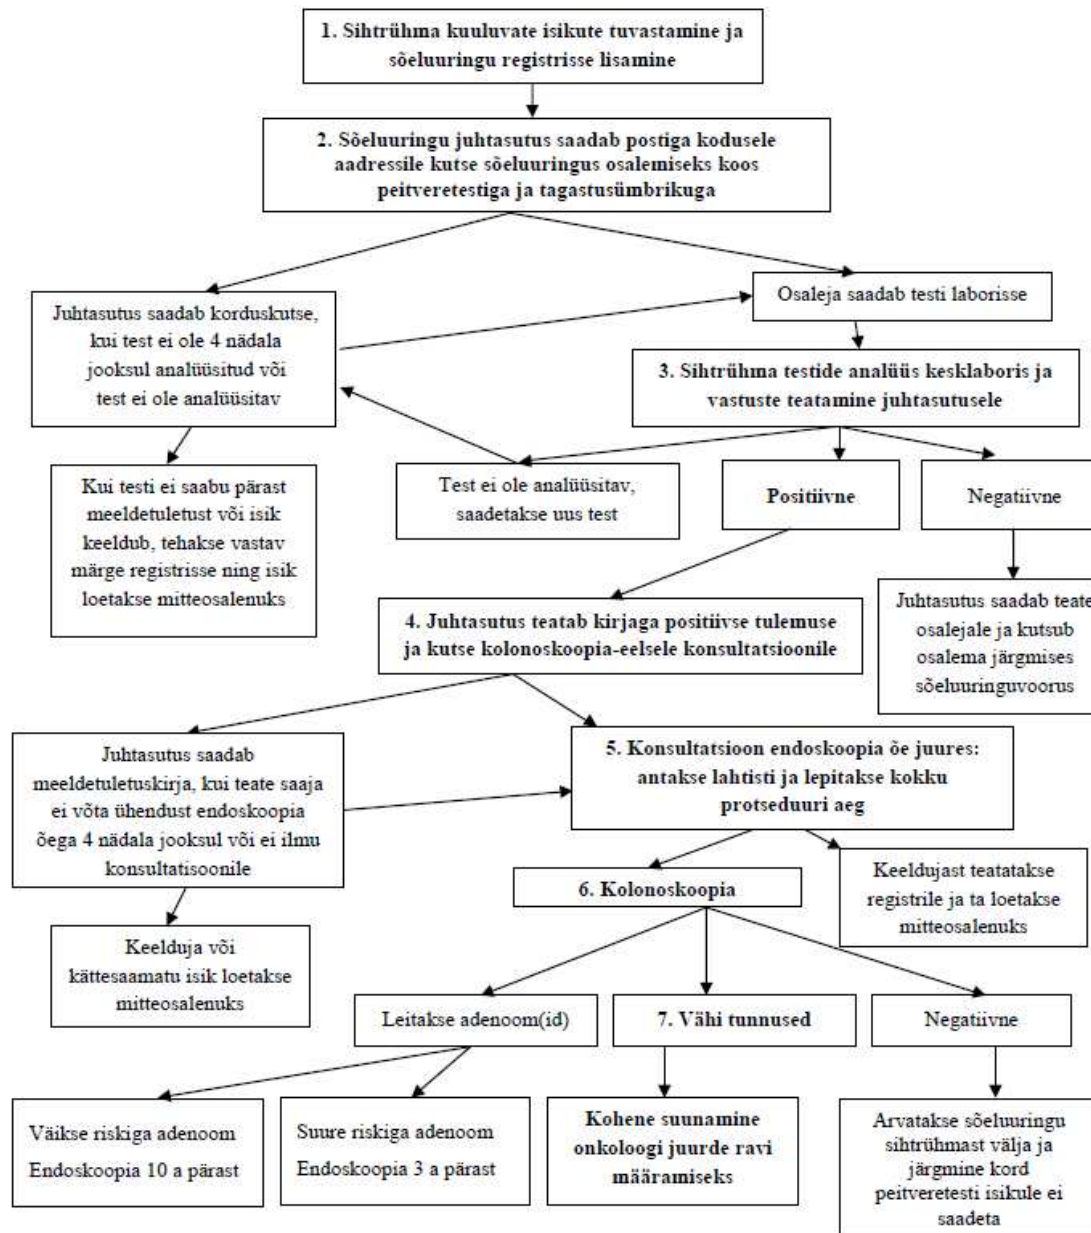 1. Sihtrühma kuuluvate isikute tuvastamine ja
sõeluuringu registrisse lisamine
2. Sõeluuringu juhtasutus saadab postiga kodusele
aadressile kutse sõeluuringus osalemiseks koos
peitveretestiga ja tagastusümbrikuga
Juhtasutus saadab korduskutse,
kui test ei ole 4 nädala
jooksul analüüsitud või
test ei ole analüüsitav
Osaleja saadab testi laborisse
3. Sihtrühma testide analüüs kesklaboris ja
vastuste teatamine juhtasutusele
Kui testi ei saabu pärast
meeldetuletust või isik
keeldub, tehakse vastav
märge registrisse ning isik
loetakse mitteosalenuks
Test ei ole analüüsitav,
saadetakse uus test
Positiivne
Negatiivne
4. Juhtasutus teatab kirjaga positiivse tulemuse
ja kutse kolonoskoopia-eelsele konsultatsioonile
Juhtasutus saadab teate
osalejale ja kutsub
osalema järgmises
sõeluuringuvoorus
Juhtasutus saadab
meeldetuletuskirja, kui teate saaja
ei võta ühendust endoskoopia
õega 4 nädala jooksul või ei ilmu
konsultatisoonile
5. Konsultatsioon endoskoopia õe juures:
antakse lahtisti ja lepitakse kokku
protseduuri aeg
Keelduja või
kättesaamatu isik loetakse
mitteosalenuks
6. Kolonoskoopia
Keeldujast teatatakse
registrile ja ta loetakse
mitteosalenuks
Leitakse adenoom(id)
7. Vähi tunnused
Negatiivne
Väikse riskiga adenoom
Endoskoopia 10 a pärast
Suure riskiga adenoom
Endoskoopia 3 a pärast
Kohene suunamine
onkoloogi juurde ravi
määramiseks
Arvatakse sõeluuringu
sihtrühmast välja ja
järgmine kord
peitveretesti isikule ei
saadeta